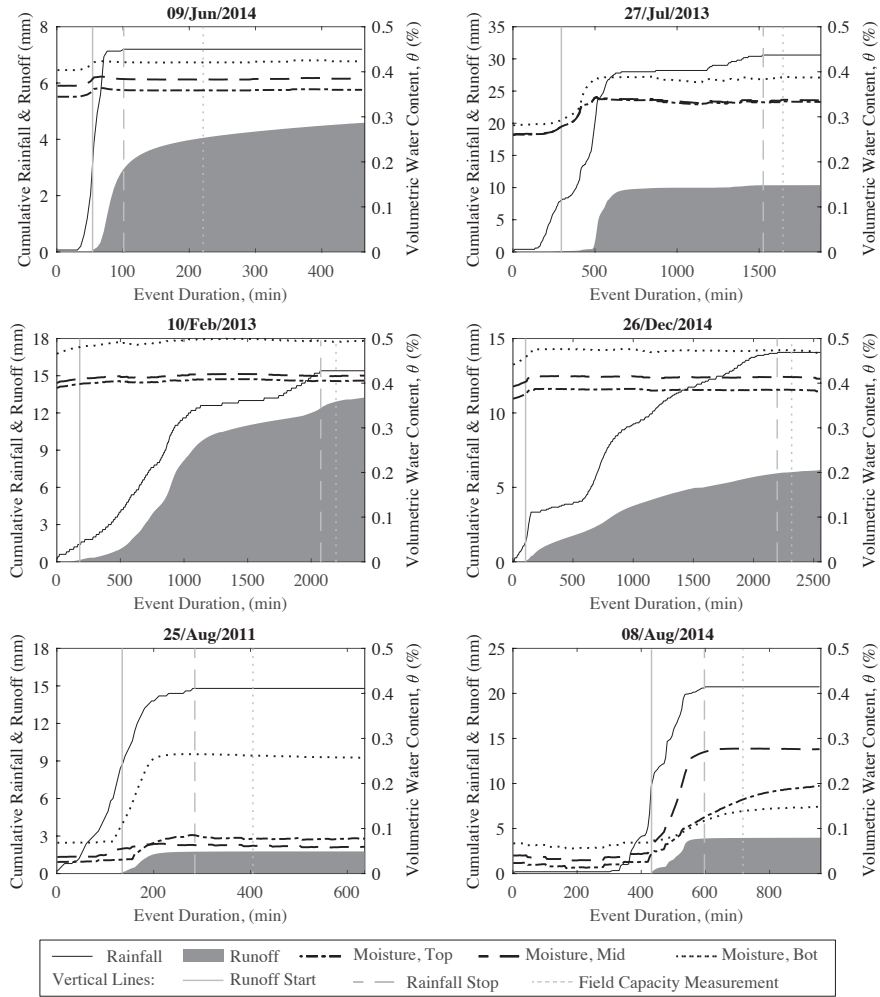 09/Jun/2014
Cumulative Rainfall & Runoff (mm)
8
6
4
2
0
0.5
0.4
0.3
0.2
0.1
0
Volumetric Water Content, θ (%)
0 100 200 300 400
Event Duration, (min)
27/Jul/2013
Cumulative Rainfall & Runoff (mm)
35
30
25
20
15
10
5
0
0.5
0.4
0.3
0.2
0.1
0
Volumetric Water Content, θ (%)
0 500 1000 1500
Event Duration, (min)
10/Feb/2013
Cumulative Rainfall & Runoff (mm)
18
15
12
9
6
3
0
0.5
0.4
0.3
0.2
0.1
0
Volumetric Water Content, θ (%)
0 500 1000 1500 2000
Event Duration, (min)
26/Dec/2014
Cumulative Rainfall & Runoff (mm)
15
10
5
0
0.5
0.4
0.3
0.2
0.1
0
Volumetric Water Content, θ (%)
0 500 1000 1500 2000 2500
Event Duration, (min)
25/Aug/2011
Cumulative Rainfall & Runoff (mm)
18
15
12
9
6
3
0
0.5
0.4
0.3
0.2
0.1
0
Volumetric Water Content, θ (%)
0 200 400 600
Event Duration, (min)
08/Aug/2014
Cumulative Rainfall & Runoff (mm)
25
20
15
10
5
0
0.5
0.4
0.3
0.2
0.1
0
Volumetric Water Content, θ (%)
0 200 400 600 800
Event Duration, (min)
Rainfall Runoff Moisture, Top Moisture, Mid Moisture, Bot
Vertical Lines: Runoff Start Rainfall Stop Field Capacity Measurement